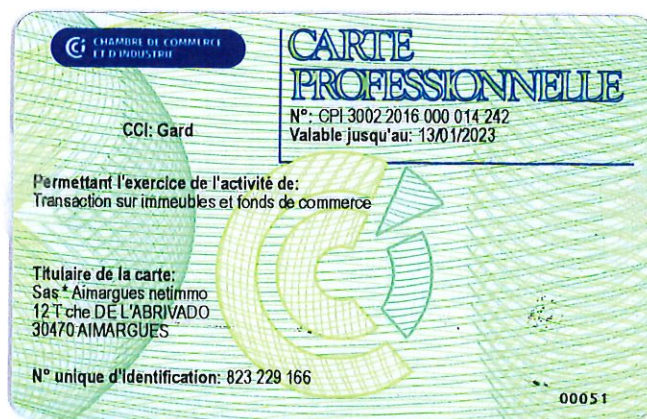 CCI CHAMBRE DE COMMERCE
ET D'INDUSTRIE
CARTE
PROFESSIONNELLE
N°: CPI 3002 2016 000 014 242
Valable jusqu'au: 13/01/2023
CCI: Gard
Permettant l'exercice de l'activité de:
Transaction sur immeubles et fonds de commerce
Titulaire de la carte:
Sas * Aimargues netimmo
12 T che DE L'ABRIVADO
30470 AIMARGUES
N° unique d'identification: 823 229 166
00051